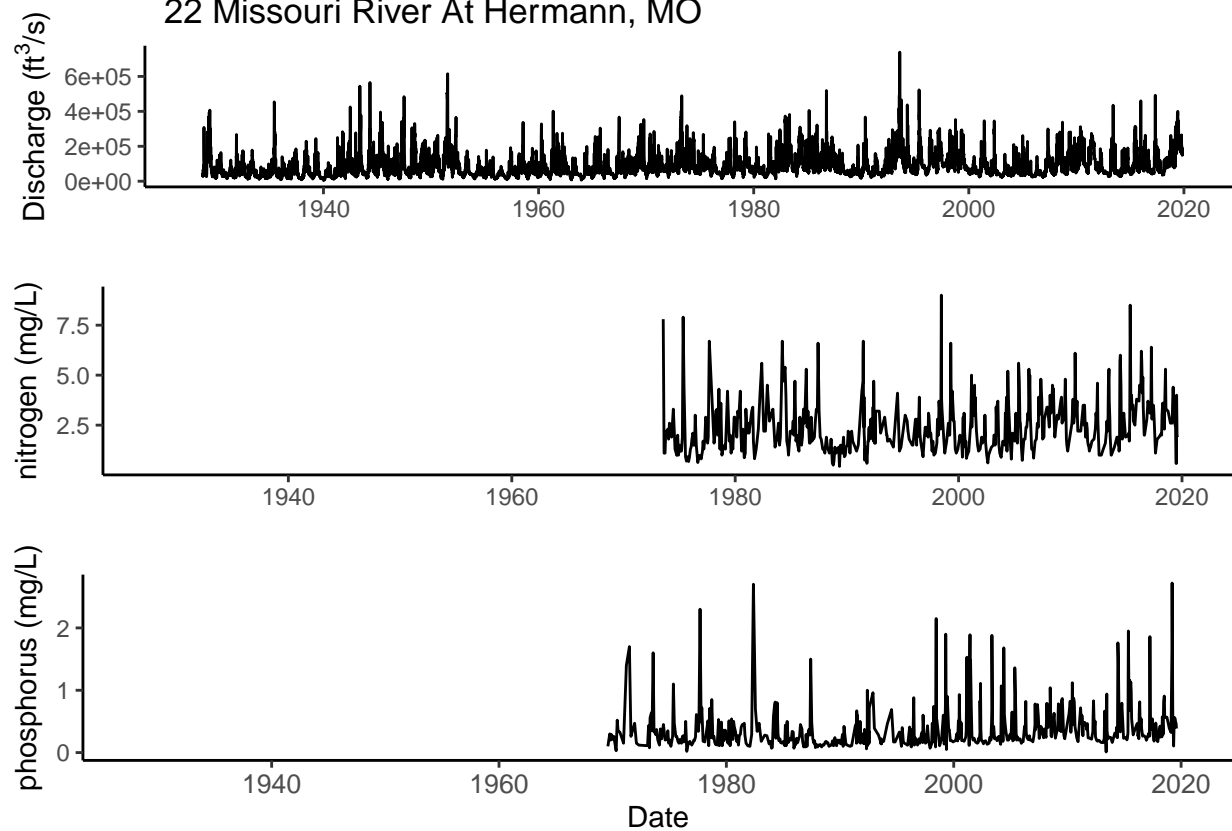 22 Missouri River At Hermann, MO
Discharge (ft³/s)
6e+05
4e+05
2e+05
0e+00
1940 1960 1980 2000 2020
nitrogen (mg/L)
7.5
5.0
2.5
1940 1960 1980 2000 2020
phosphorus (mg/L)
2
1
0
1940 1960 1980 2000 2020
Date